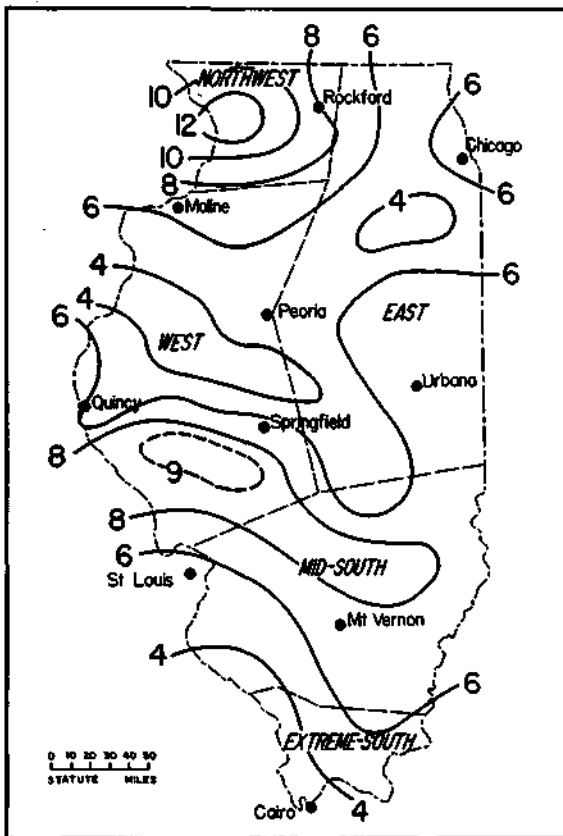 8 6
NORTHWEST
10
Rockford
6
12
Chicago
10
8
6
4
6 Moline
4
6
4
Peoria
EAST
6
WEST
Urbana
Quincy
Springfield
8
9
8
6
MID-SOUTH
St Louis
Mt Vernon
4
6
EXTREME-SOUTH
0 10 20 30 40 50
STATUTE MILES
4
Cairo